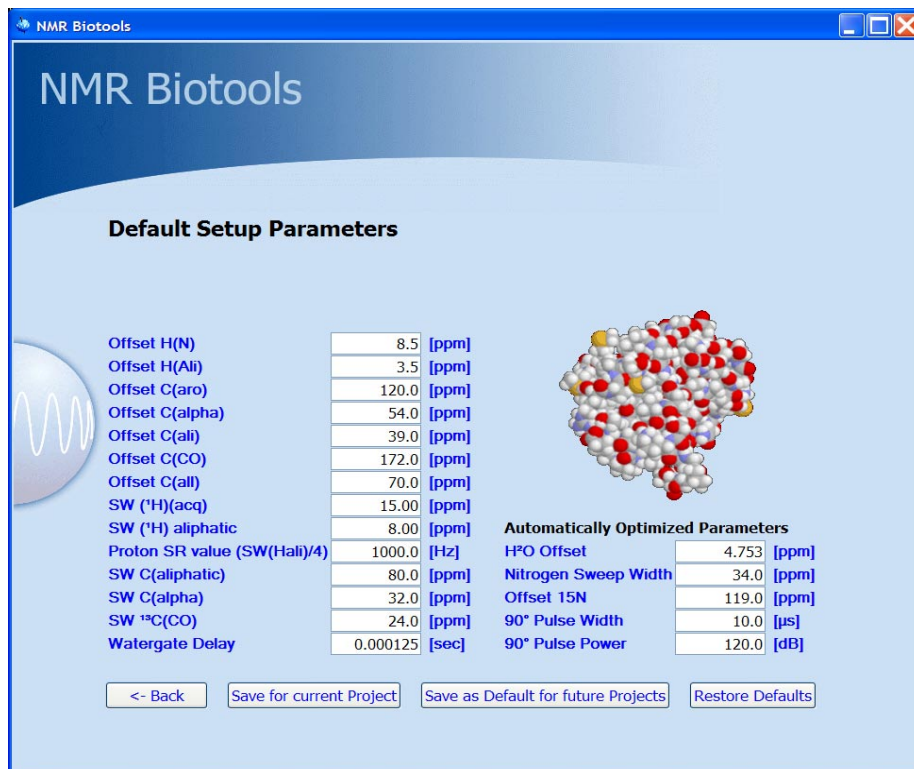 NMR Biotools
NMR Biotools
Default Setup Parameters
Offset H(N) 8.5 [ppm]
Offset H(Ali) 3.5 [ppm]
Offset C(aro) 120.0 [ppm]
Offset C(alpha) 54.0 [ppm]
Offset C(ali) 39.0 [ppm]
Offset C(CO) 172.0 [ppm]
Offset C(all) 70.0 [ppm]
SW (¹H)(acq) 15.00 [ppm]
SW (¹H) aliphatic 8.00 [ppm]
Proton SR value (SW(Hali)/4) 1000.0 [Hz]
SW C(aliphatic) 80.0 [ppm]
SW C(alpha) 32.0 [ppm]
SW ¹³C(CO) 24.0 [ppm]
Watergate Delay 0.000125 [sec]
Automatically Optimized Parameters
H²O Offset 4.753 [ppm]
Nitrogen Sweep Width 34.0 [ppm]
Offset 15N 119.0 [ppm]
90° Pulse Width 10.0 [µs]
90° Pulse Power 120.0 [dB]
<- Back Save for current Project Save as Default for future Projects Restore Defaults